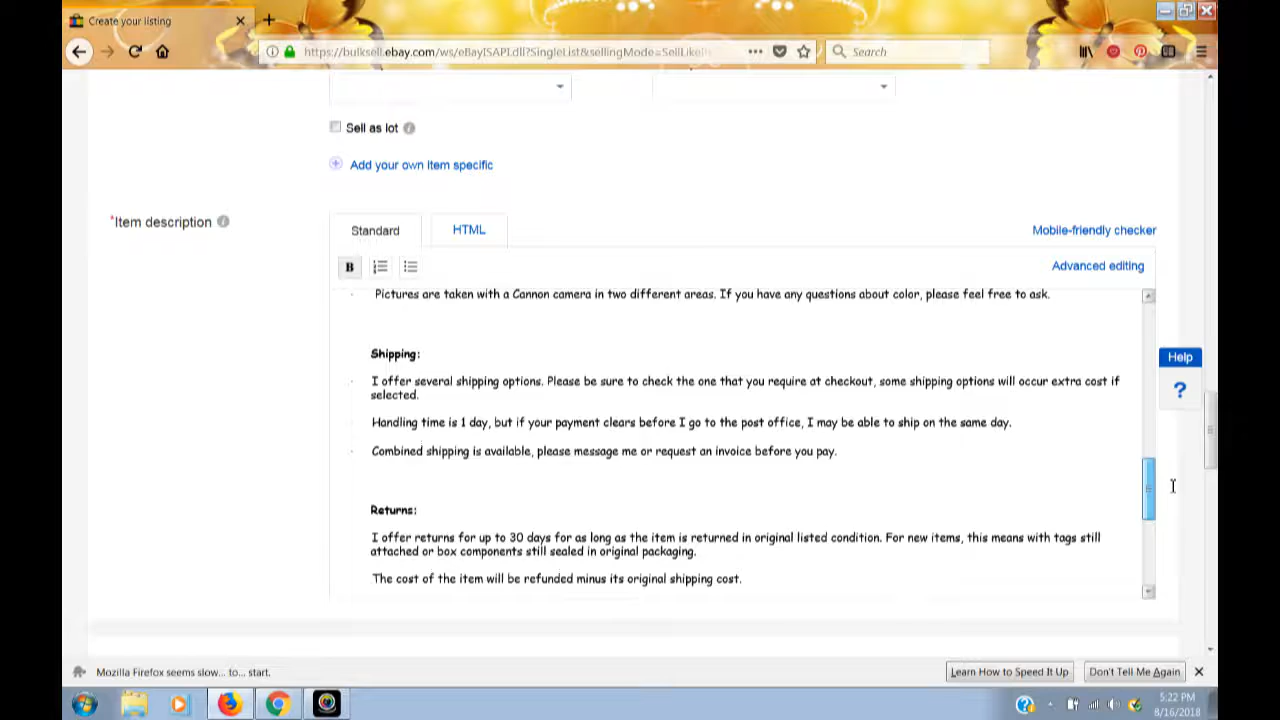 Create your listing
https://bulksell.ebay.com/ws/eBayISAPI.dll?SingleList&sellingMode=SellLikeIt
Search
Sell as lot
Add your own item specific
*Item description
Standard
HTML
Mobile-friendly checker
B
Advanced editing
· Pictures are taken with a Cannon camera in two different areas. If you have any questions about color, please feel free to ask.
Shipping:
· I offer several shipping options. Please be sure to check the one that you require at checkout, some shipping options will occur extra cost if
selected.
· Handling time is 1 day, but if your payment clears before I go to the post office, I may be able to ship on the same day.
· Combined shipping is available, please message me or request an invoice before you pay.
Help
?
Returns:
I offer returns for up to 30 days for as long as the item is returned in original listed condition. For new items, this means with tags still
attached or box components still sealed in original packaging.
The cost of the item will be refunded minus its original shipping cost.
Mozilla Firefox seems slow... to... start.
Learn How to Speed It Up
Don't Tell Me Again
5:22 PM
8/16/2018